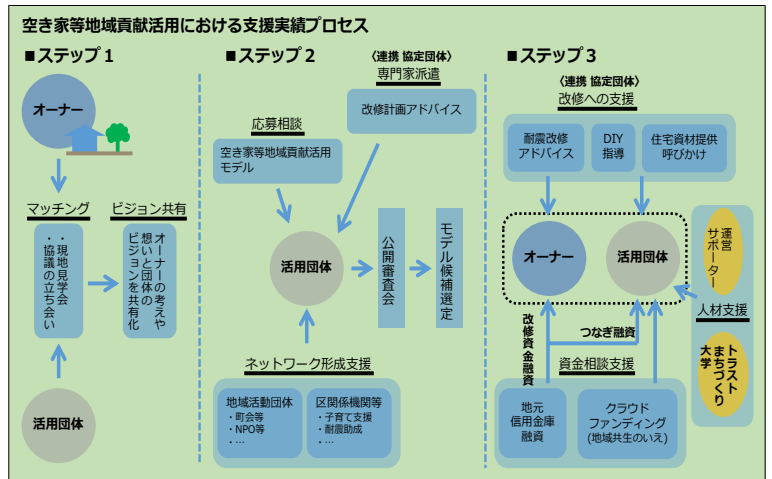 空き家等地域貢献活用における支援実績プロセス
■ステップ1
オーナー
マッチング
・現地見学会
・協議の立ち会い
ビジョン共有
オーナーの考えや
想いと団体の
ビジョンを共有化
活用団体
■ステップ2
〈連携 協定団体〉
専門家派遣
改修計画アドバイス
応募相談
空き家等地域貢献活用
モデル
活用団体
公開審査会
モデル候補選定
ネットワーク形成支援
地域活動団体
・町会等
・NPO等
・…
区関係機関等
・子育て支援
・耐震助成
・…
■ステップ3
〈連携 協定団体〉
改修への支援
耐震改修
アドバイス
DIY
指導
住宅資材提供
呼びかけ
オーナー
活用団体
運営
サポーター
人材支援
トラスト
まちづくり
大学
改修資金融資
つなぎ融資
資金相談支援
地元
信用金庫
融資
クラウド
ファンディング
(地域共生のいえ)